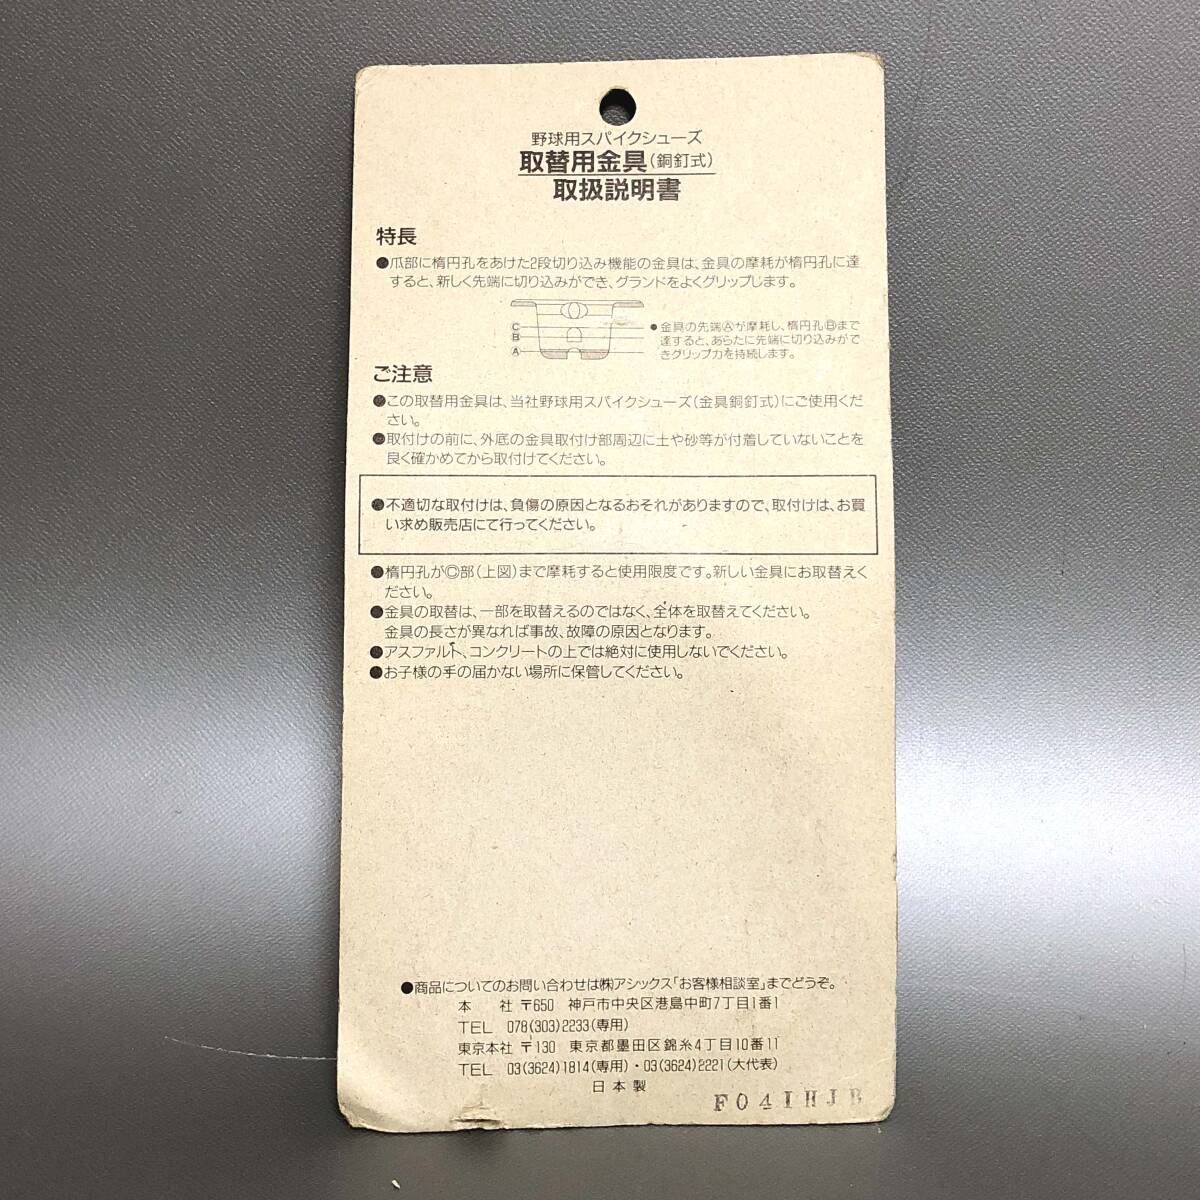 野球用スパイクシューズ
取替用金具(銅釘式)
取扱説明書
特長
●爪部に楕円孔をあけた2段切り込み機能の金具は、金具の摩耗が楕円孔に達
すると、新しく先端に切り込みができ、グランドをよくグリップします。
C
B
A
●金具の先端Ⓐが摩耗し、楕円孔Ⓑまで
達すると、あらたに先端に切り込みがで
きグリップ力を持続します。
ご注意
●この取替用金具は、当社野球用スパイクシューズ(金具銅釘式)にご使用くだ
さい。
●取付けの前に、外底の金具取付け部周辺に土や砂等が付着していないことを
良く確かめてから取付けてください。
●不適切な取付けは、負傷の原因となるおそれがありますので、取付けは、お買
い求め販売店にて行ってください。
●楕円孔がⒸ部(上図)まで摩耗すると使用限度です。新しい金具にお取替えく
ださい。
●金具の取替は、一部を取替えるのではなく、全体を取替えてください。
金具の長さが異なれば事故、故障の原因となります。
●アスファルト、コンクリートの上では絶対に使用しないでください。
●お子様の手の届かない場所に保管してください。
●商品についてのお問い合わせは㈱アシックス「お客様相談室」までどうぞ。
本　社 〒650 神戸市中央区港島中町7丁目1番1
TEL 078(303)2233(専用)
東京本社 〒130 東京都墨田区錦糸4丁目10番11
TEL 03(3624)1814(専用)・03(3624)2221(大代表)
日本製
F041HJB